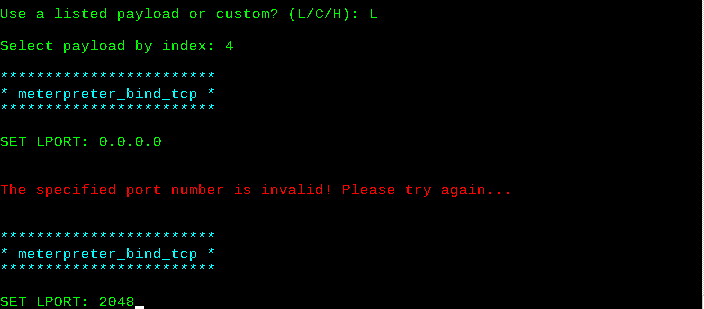 Use a listed payload or custom? (L/C/H): L
Select payload by index: 4
************************
* meterpreter_bind_tcp *
************************
SET LPORT: 0.0.0.0
The specified port number is invalid! Please try again...
************************
* meterpreter_bind_tcp *
************************
SET LPORT: 2048